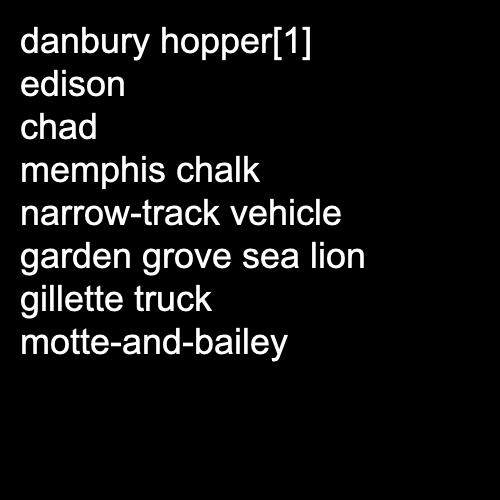 danbury hopper[1]
edison
chad
memphis chalk
narrow-track vehicle
garden grove sea lion
gillette truck
motte-and-bailey